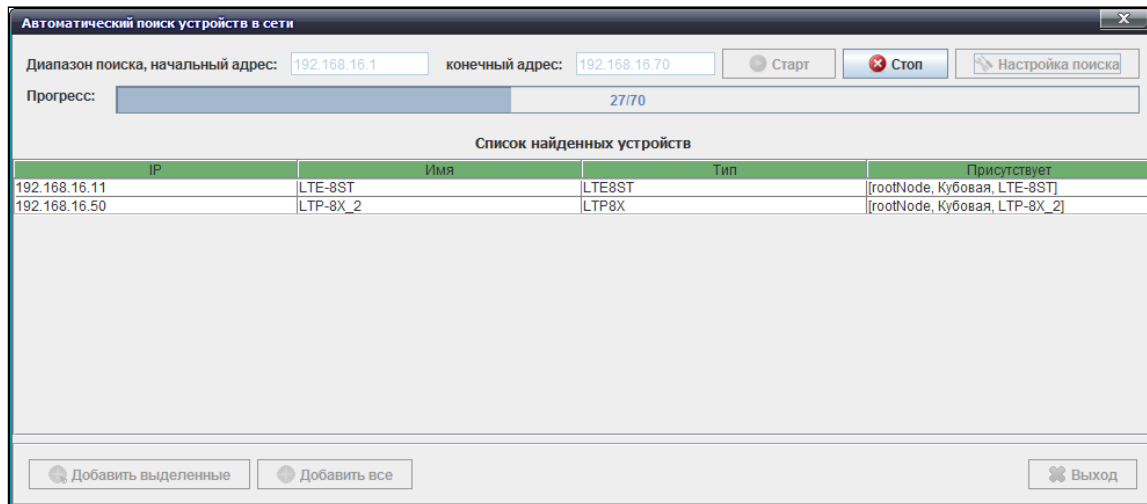 Автоматический поиск устройств в сети
Диапазон поиска, начальный адрес: 192.168.16.1 конечный адрес: 192.168.16.70 Старт Стоп Настройка поиска
Прогресс: 27/70
Список найденных устройств
IP Имя Тип Присутствует
192.168.16.11 LTE-8ST LTE8ST [rootNode, Кубовая, LTE-8ST]
192.168.16.50 LTP-8X_2 LTP8X [rootNode, Кубовая, LTP-8X_2]
Добавить выделенные Добавить все Выход